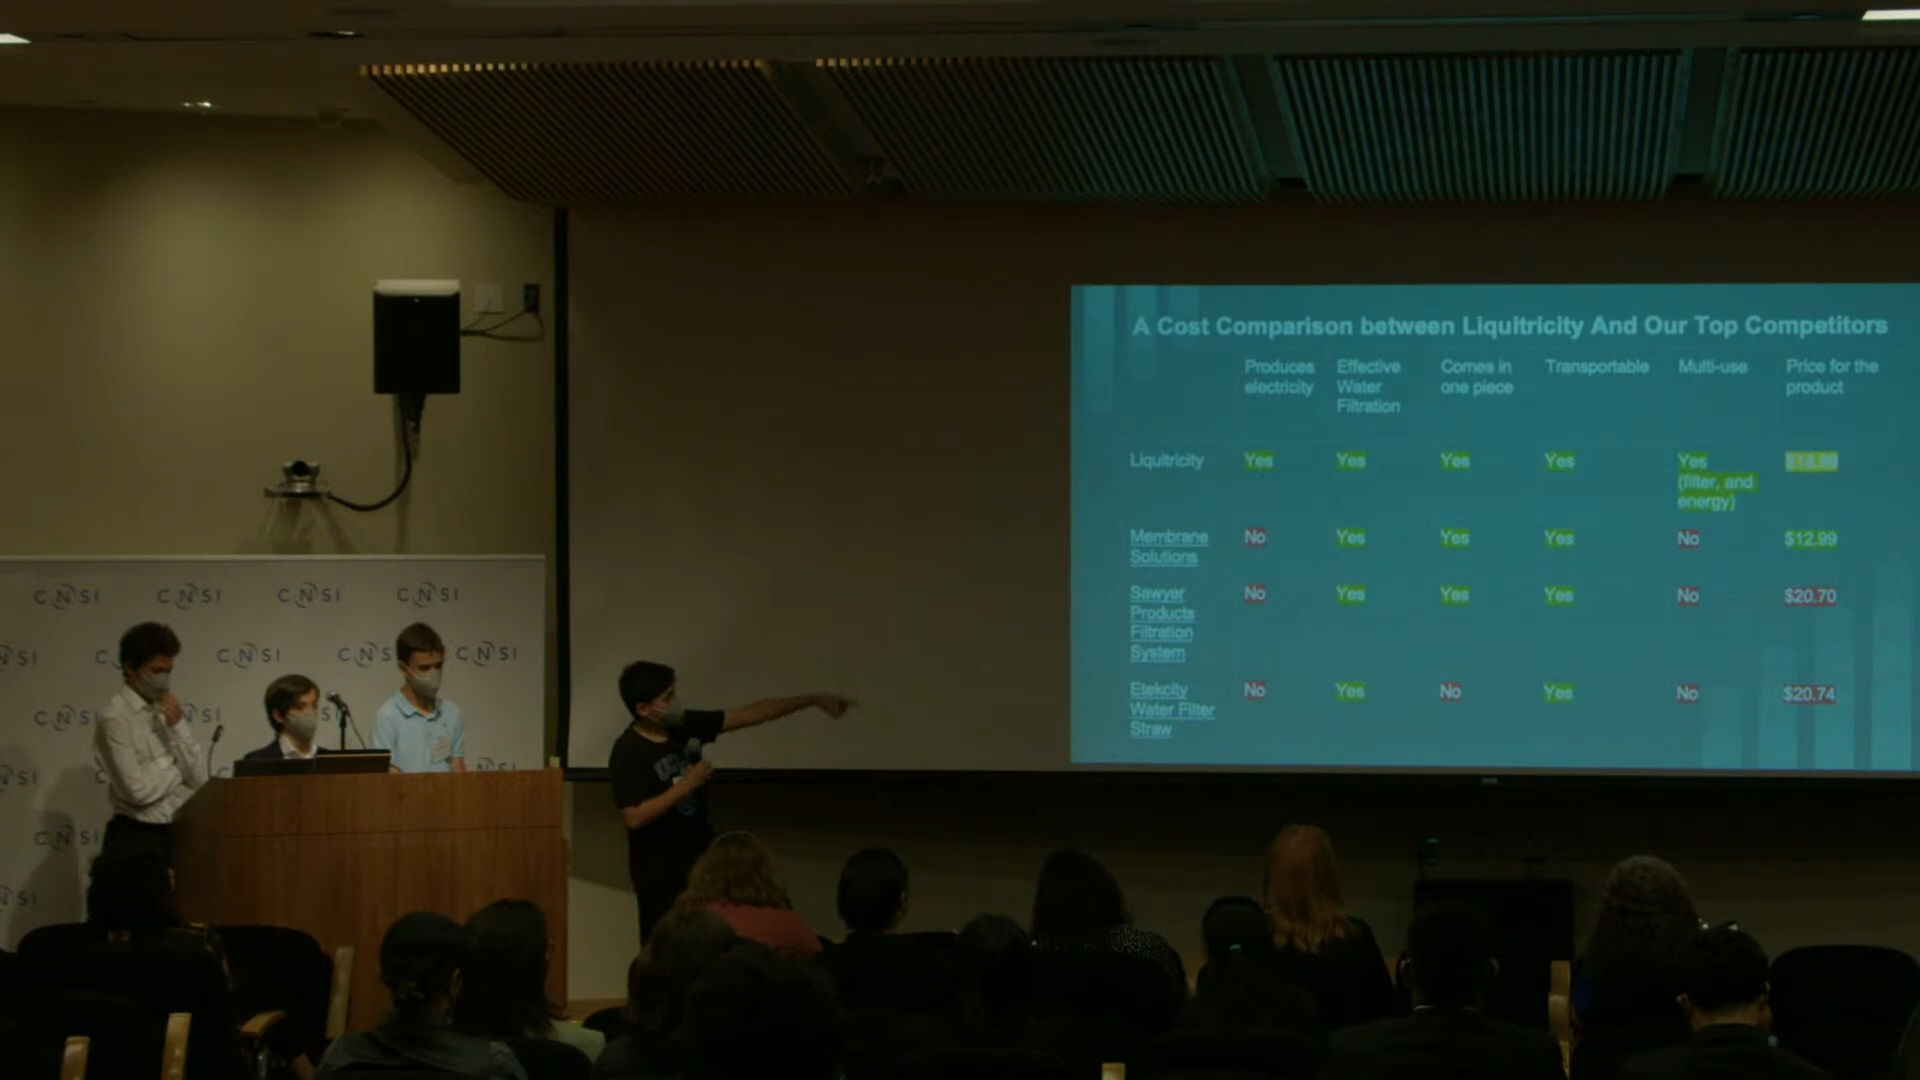 A Cost Comparison between Liquitricity And Our Top Competitors
Produces electricity
Effective Water Filtration
Comes in one piece
Transportable
Multi-use
Price for the product
Liquitricity
Yes
Yes
Yes
Yes
Yes (filter, and energy)
Membrane Solutions
No
Yes
Yes
Yes
No
$12.99
Sawyer Products Filtration System
No
Yes
Yes
Yes
No
$20.70
Etekcity Water Filter Straw
No
Yes
No
Yes
No
$20.74
CNSI CNSI CNSI CNSI
CNSI CNSI CNSI